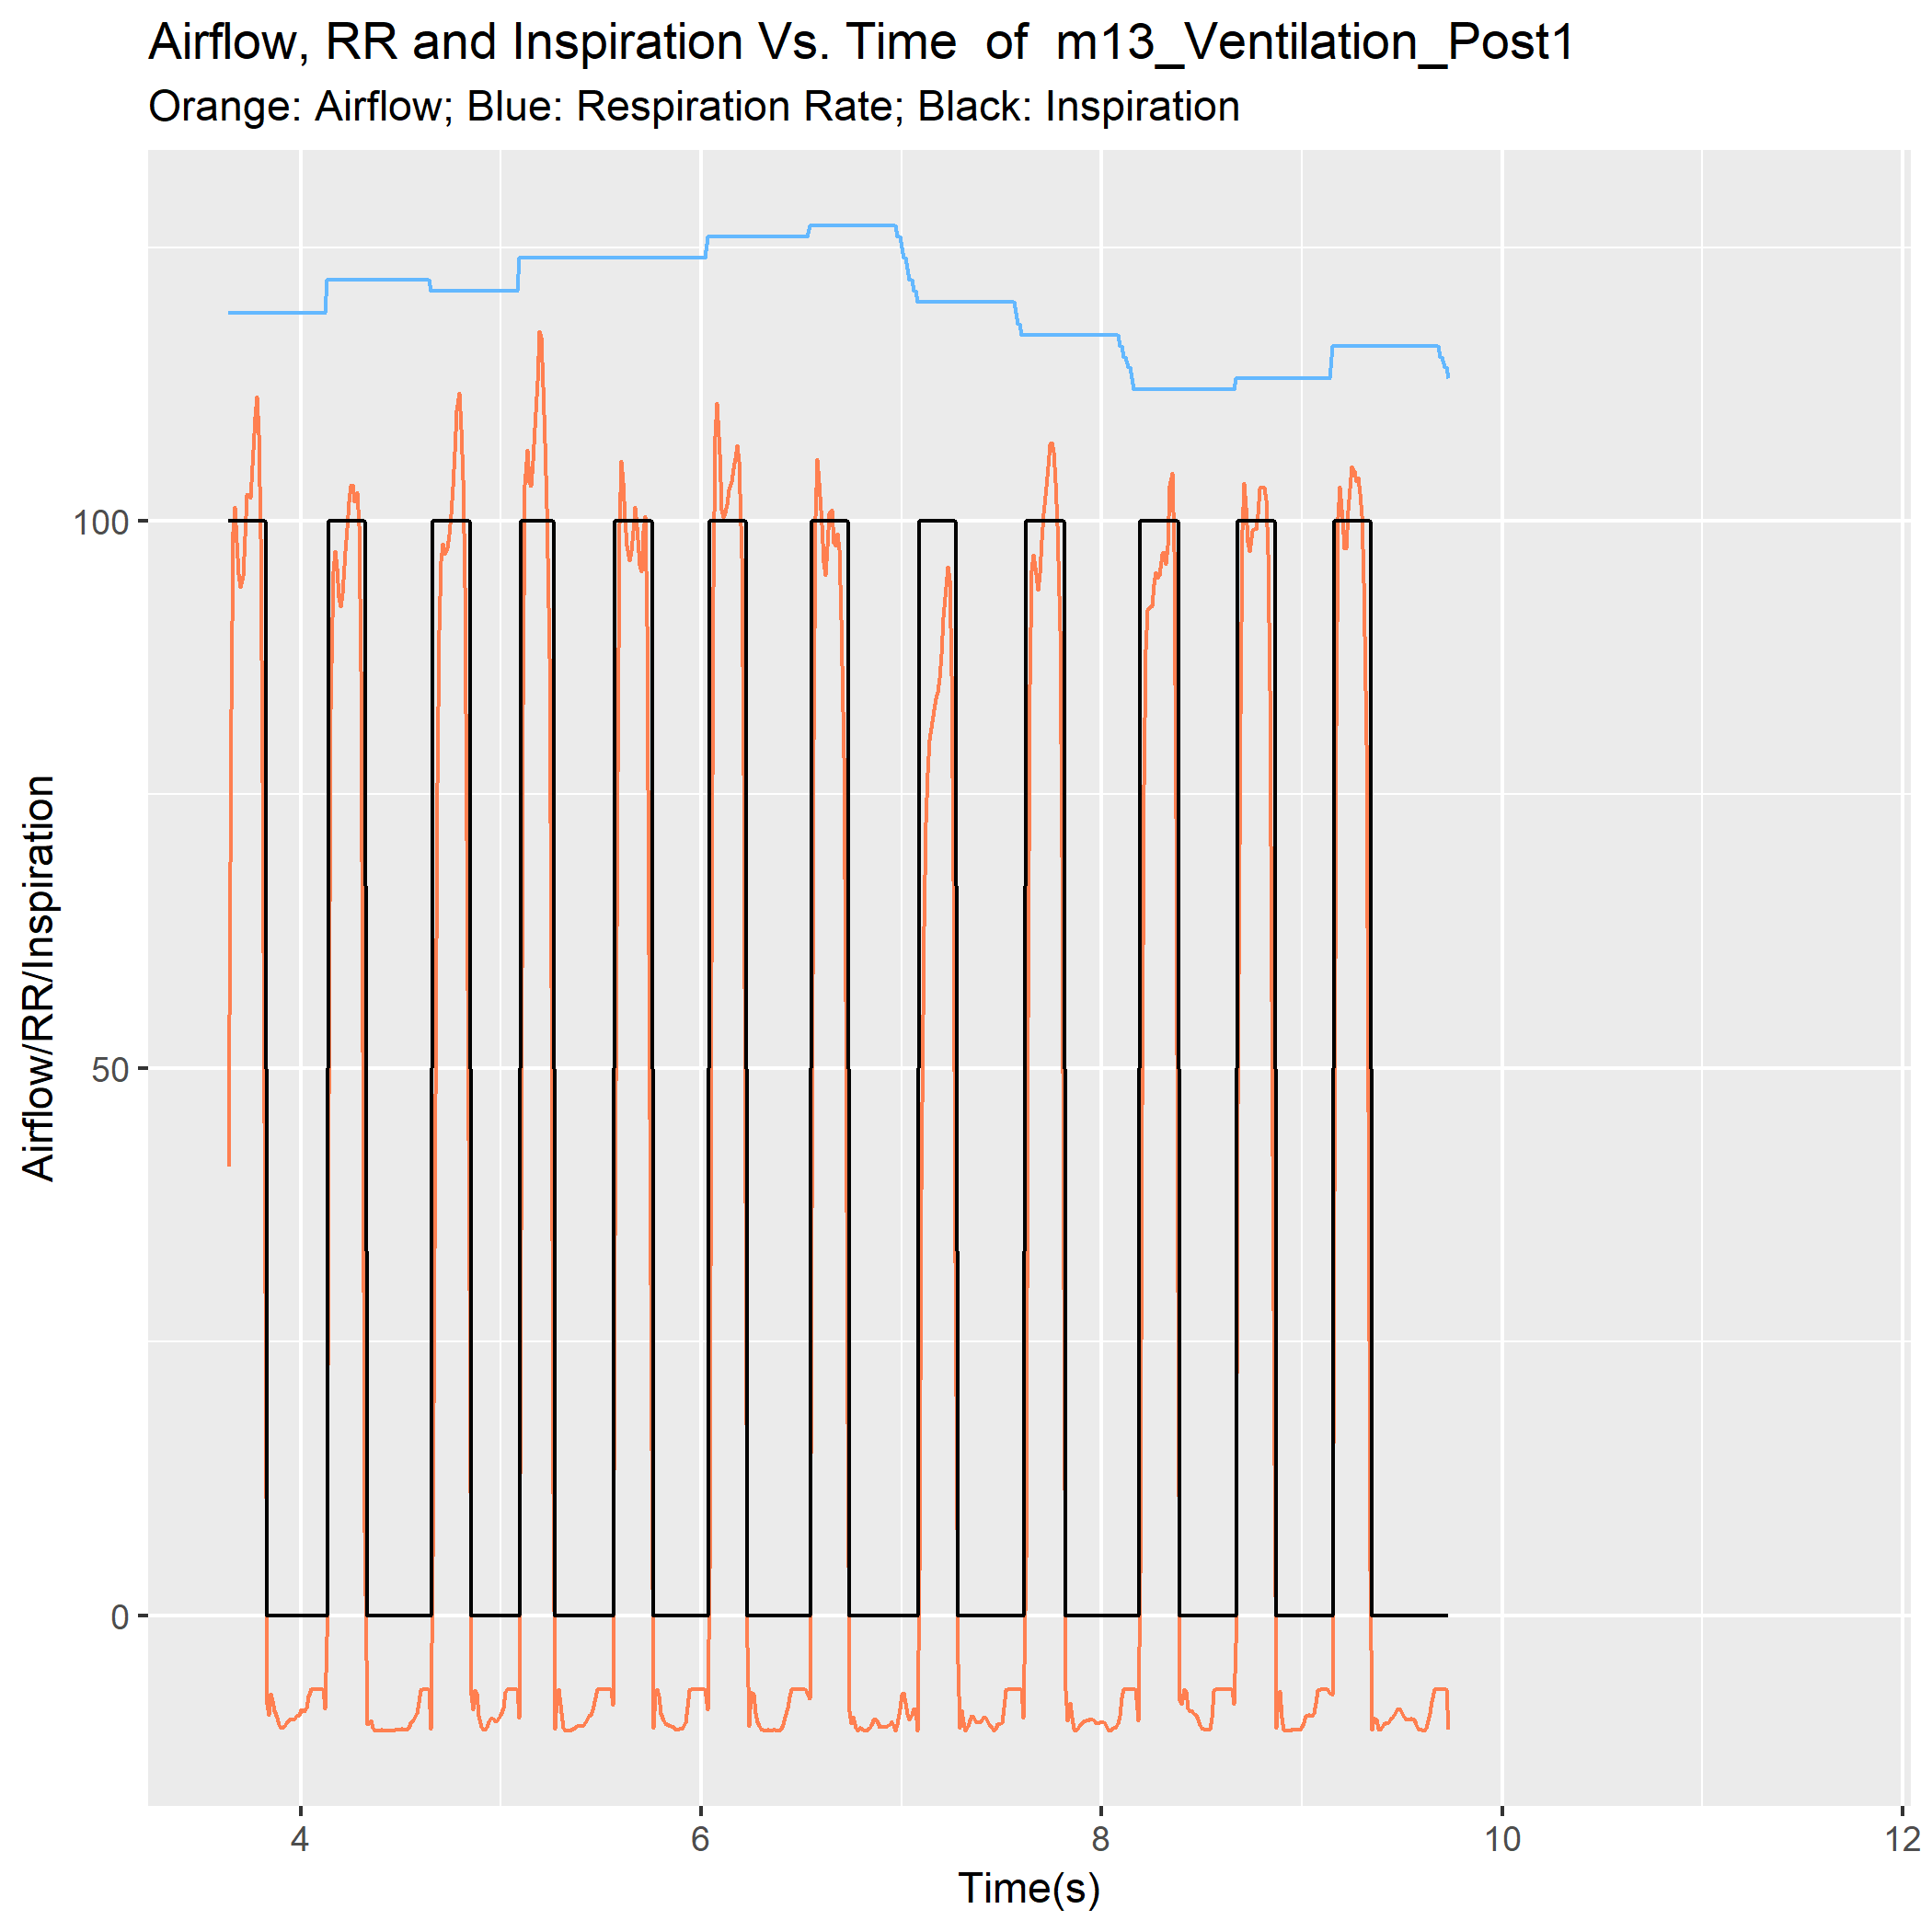 Airflow, RR and Inspiration Vs. Time  of  m13_Ventilation_Post1
Orange: Airflow; Blue: Respiration Rate; Black: Inspiration
Airflow/RR/Inspiration
100
50
0
4 6 8 10 12
Time(s)